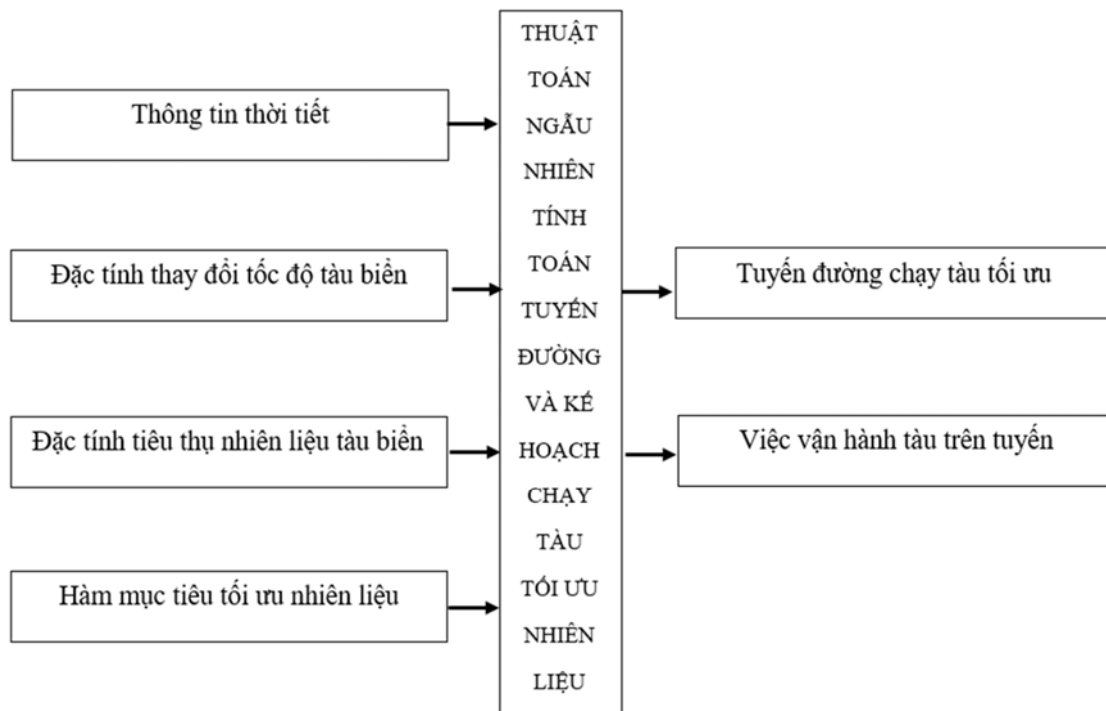 Thông tin thời tiết
Đặc tính thay đổi tốc độ tàu biển
Đặc tính tiêu thụ nhiên liệu tàu biển
Hàm mục tiêu tối ưu nhiên liệu
THUẬT
TOÁN
NGẪU
NHIÊN
TÍNH
TOÁN
TUYẾN
ĐƯỜNG
VÀ KẾ
HOẠCH
CHẠY
TÀU
TỐI ƯU
NHIÊN
LIỆU
Tuyến đường chạy tàu tối ưu
Việc vận hành tàu trên tuyến